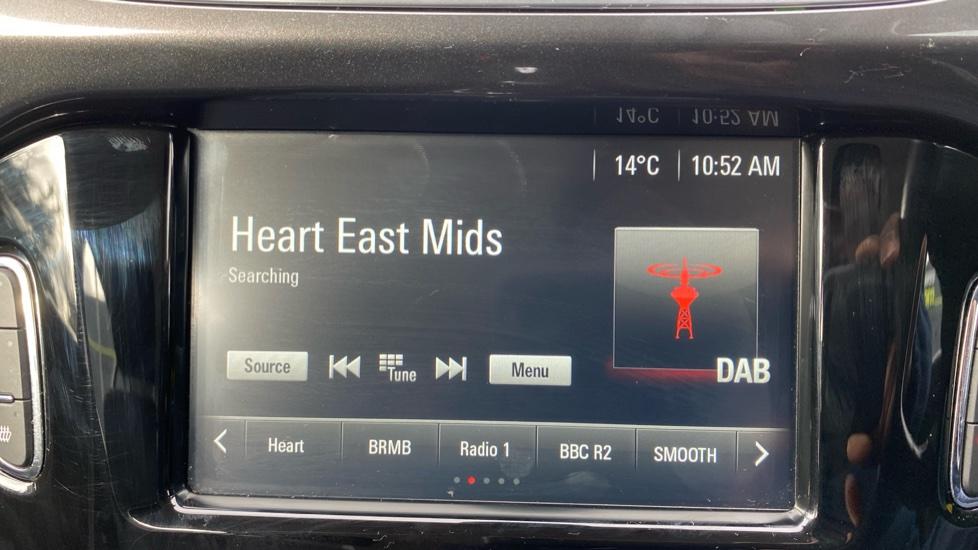 14°C 10:52 AM
Heart East Mids
Searching
DAB
Source Tune Menu
Heart BRMB Radio 1 BBC R2 SMOOTH